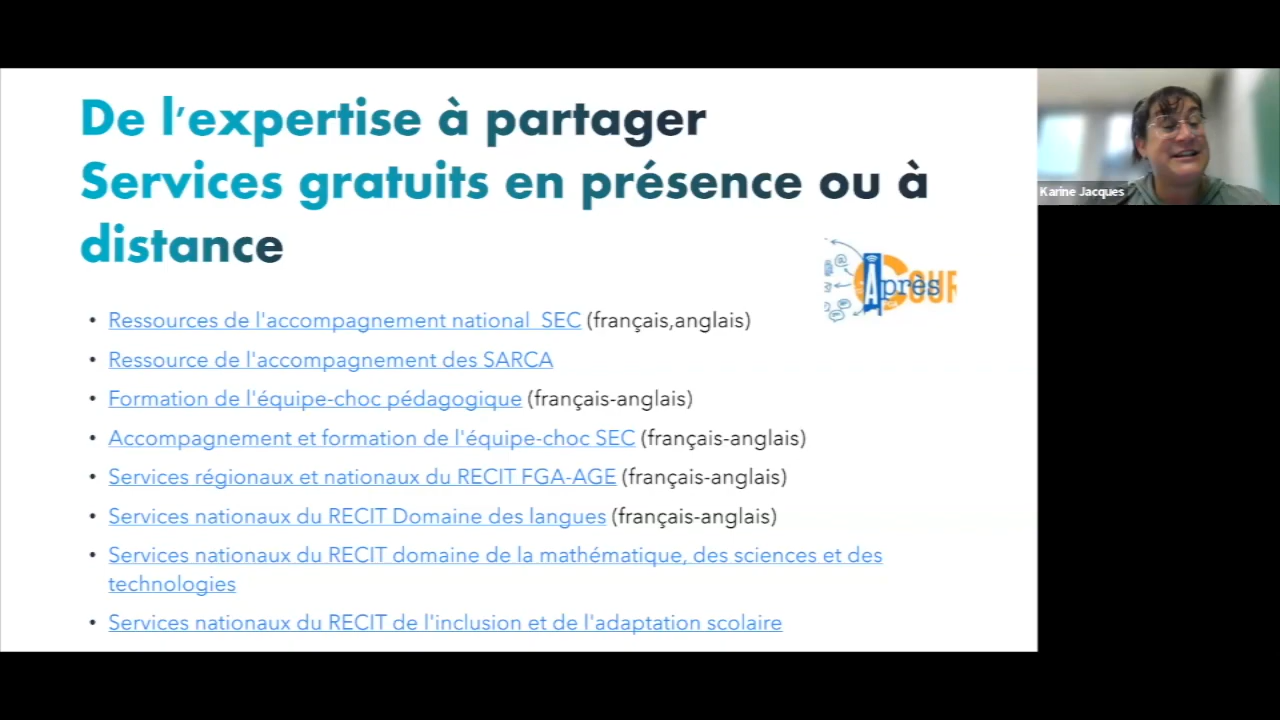 De l'expertise à partager
Services gratuits en présence ou à
distance
Après
COUR
Karine Jacques
• Ressources de l'accompagnement national SEC (français,anglais)
• Ressource de l'accompagnement des SARCA
• Formation de l'équipe-choc pédagogique (français-anglais)
• Accompagnement et formation de l'équipe-choc SEC (français-anglais)
• Services régionaux et nationaux du RECIT FGA-AGE (français-anglais)
• Services nationaux du RECIT Domaine des langues (français-anglais)
• Services nationaux du RECIT domaine de la mathématique, des sciences et des
technologies
• Services nationaux du RECIT de l'inclusion et de l'adaptation scolaire